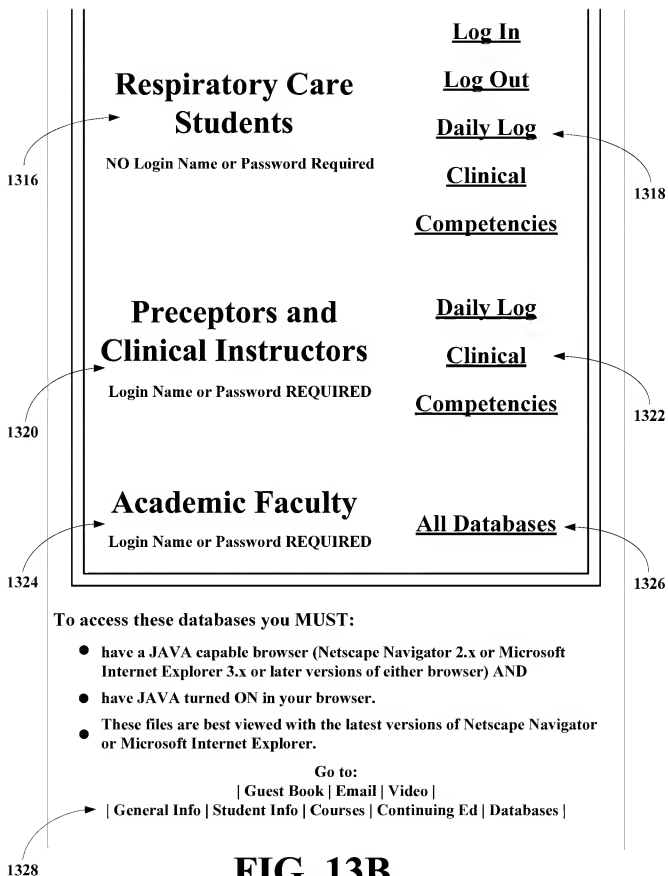 Log In
Respiratory Care
Students
NO Login Name or Password Required
Log Out
Daily Log
Clinical
Competencies
1316
1318
Preceptors and
Clinical Instructors
Login Name or Password REQUIRED
Daily Log
Clinical
Competencies
1320
1322
Academic Faculty
Login Name or Password REQUIRED
All Databases
1324
1326
To access these databases you MUST:
● have a JAVA capable browser (Netscape Navigator 2.x or Microsoft
Internet Explorer 3.x or later versions of either browser) AND
● have JAVA turned ON in your browser.
● These files are best viewed with the latest versions of Netscape Navigator
or Microsoft Internet Explorer.
Go to:
| Guest Book | Email | Video |
| General Info | Student Info | Courses | Continuing Ed | Databases |
1328
FIG. 13B